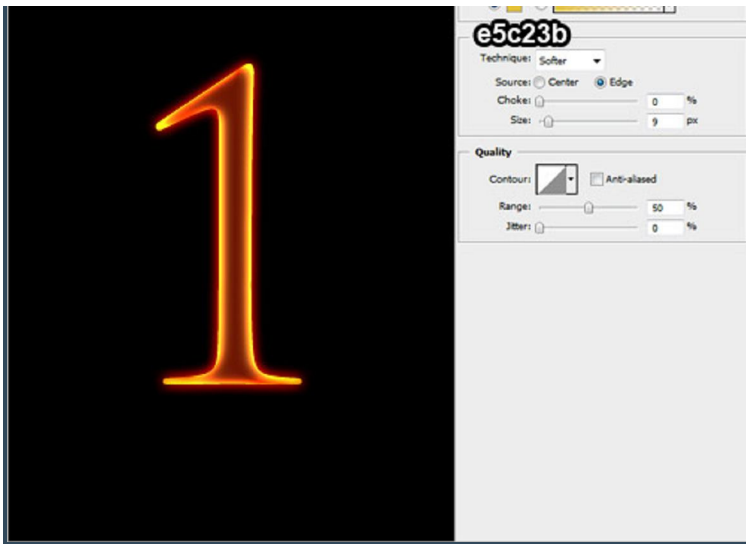 1
e5c23b
Technique: Softer
Source: Center Edge
Choke: 0 %
Size: 9 px
Quality
Contour: Anti-aliased
Range: 50 %
Jitter: 0 %